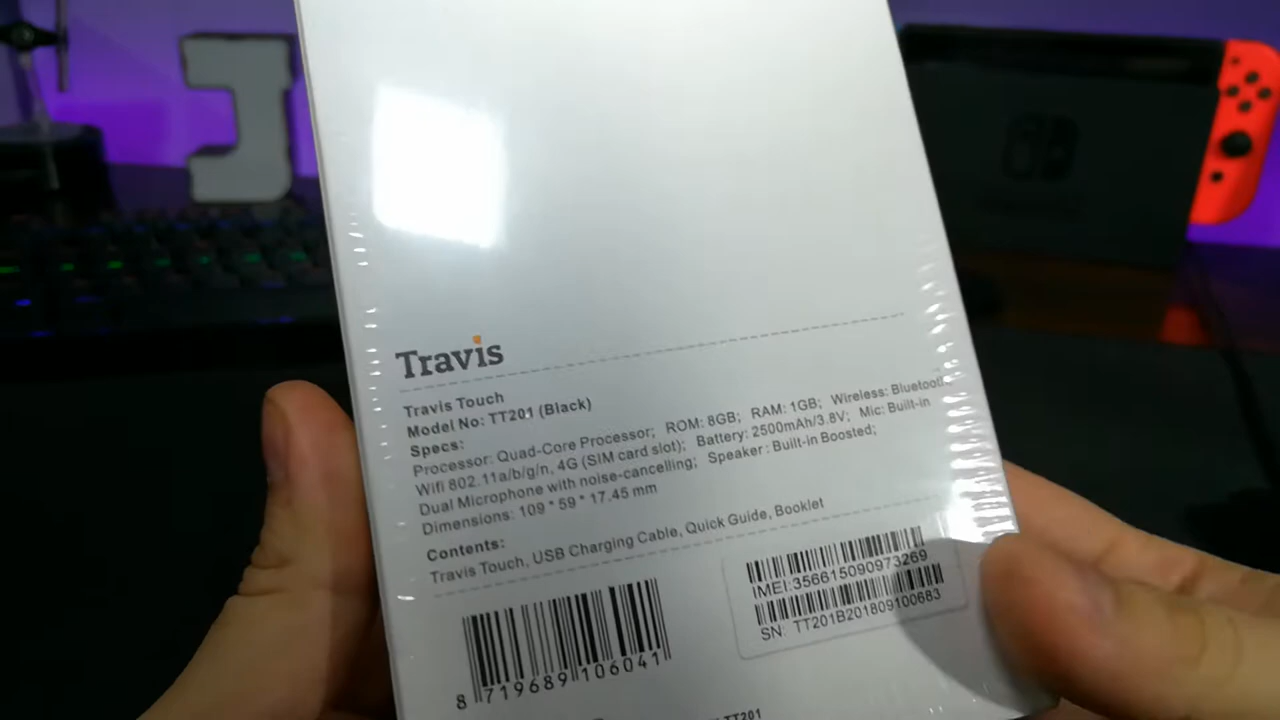 Travis
Travis Touch
Model No: TT201 (Black)
Specs:
Processor: Quad-Core Processor; ROM: 8GB; RAM: 1GB; Wireless: Bluetooth
Wifi 802.11a/b/g/n, 4G (SIM card slot); Battery: 2500mAh/3.8V; Mic: Built-in
Dual Microphone with noise-cancelling; Speaker: Built-in Boosted;
Dimensions: 109 * 59 * 17.45 mm
Contents:
Travis Touch, USB Charging Cable, Quick Guide, Booklet
IMEI:356615090973269
SN: TT201B201809100683
8 719689 106041
TT201
J